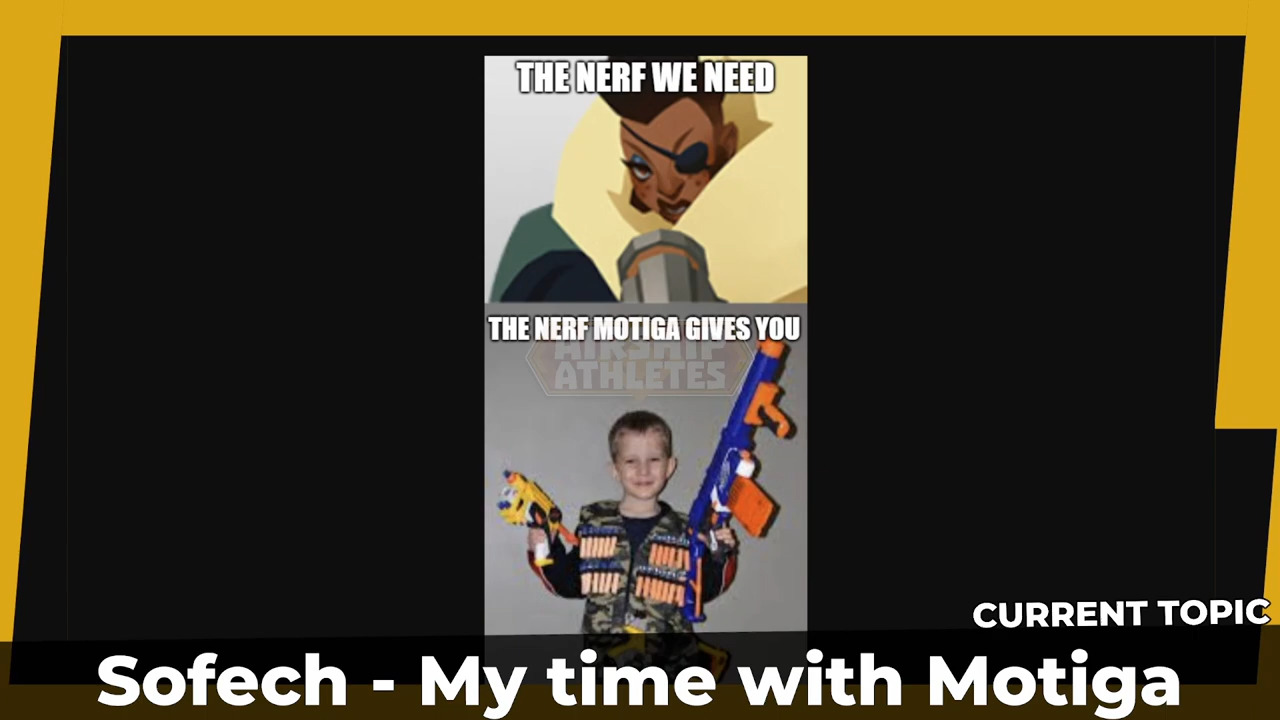 THE NERF WE NEED
THE NERF MOTIGA GIVES YOU
AIRSHIP
ATHLETES
CURRENT TOPIC
Sofech - My time with Motiga